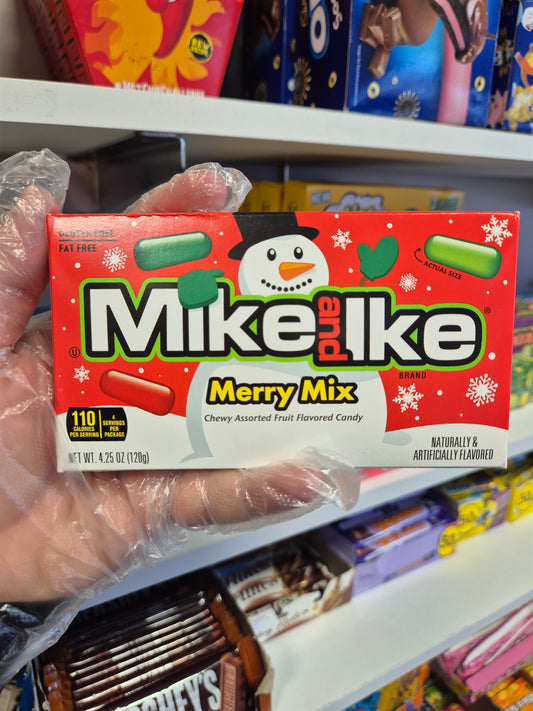 GLUTEN FREE
FAT FREE
ACTUAL SIZE
Mike and Ike®
BRAND
U
Merry Mix
Chewy Assorted Fruit Flavored Candy
110
CALORIES
PER SERVING
4
SERVINGS
PER
PACKAGE
NET WT. 4.25 OZ (120g)
NATURALLY &
ARTIFICIALLY FLAVORED
HEY'S